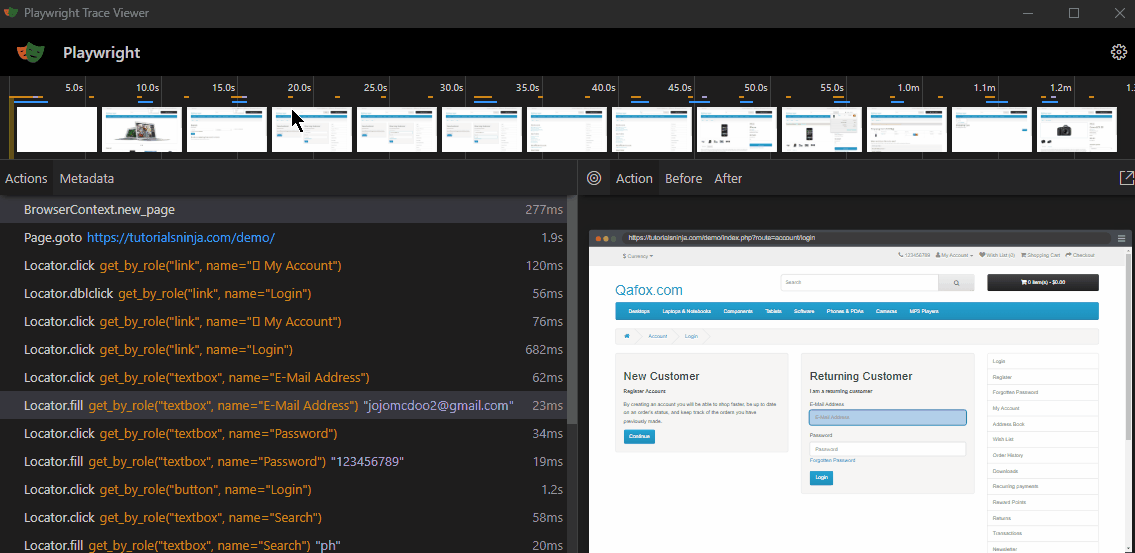 Playwright Trace Viewer
Playwright
5.0s 10.0s 15.0s 20.0s 25.0s 30.0s 35.0s 40.0s 45.0s 50.0s 55.0s 1.0m 1.1m 1.2m 1.3
Actions Metadata
BrowserContext.new_page 277ms
Page.goto https://tutorialsninja.com/demo/ 1.9s
Locator.click get_by_role("link", name="▯ My Account") 120ms
Locator.dblclick get_by_role("link", name="Login") 56ms
Locator.click get_by_role("link", name="▯ My Account") 76ms
Locator.click get_by_role("link", name="Login") 682ms
Locator.click get_by_role("textbox", name="E-Mail Address") 62ms
Locator.fill get_by_role("textbox", name="E-Mail Address") "jojomcdoo2@gmail.com" 23ms
Locator.click get_by_role("textbox", name="Password") 34ms
Locator.fill get_by_role("textbox", name="Password") "123456789" 19ms
Locator.click get_by_role("button", name="Login") 1.2s
Locator.click get_by_role("textbox", name="Search") 58ms
Locator.fill get_by_role("textbox", name="Search") "ph" 20ms
Action Before After
https://tutorialsninja.com/demo/index.php?route=account/login
$ Currency 123456789 My Account Wish List (0) Shopping Cart Checkout
Qafox.com
Search
0 item(s) - $0.00
Desktops Laptops & Notebooks Components Tablets Software Phones & PDAs Cameras MP3 Players
Account Login
New Customer
Register Account
By creating an account you will be able to shop faster, be up to date
on an order's status, and keep track of the orders you have
previously made.
Continue
Returning Customer
I am a returning customer
E-Mail Address
E-Mail Address
Password
Password
Forgotten Password
Login
Login
Register
Forgotten Password
My Account
Address Book
Wish List
Order History
Downloads
Recurring payments
Reward Points
Returns
Transactions
Newsletter